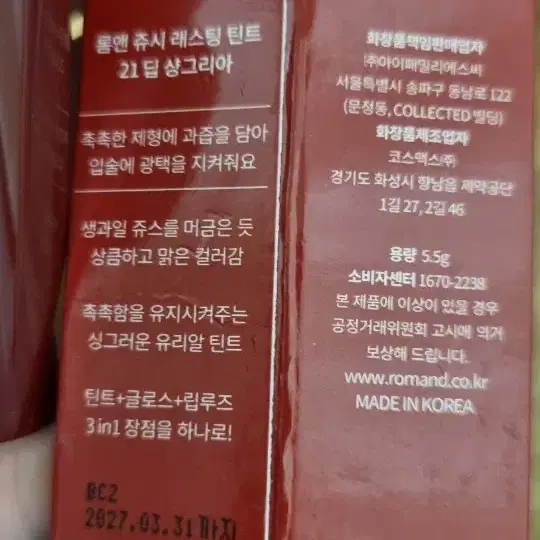 롬앤 쥬시 래스팅 틴트
21 딥 샹그리아
촉촉한 제형에 과즙을 담아
입술에 광택을 지켜줘요
생과일 쥬스를 머금은 듯
상큼하고 맑은 컬러감
촉촉함을 유지시켜주는
싱그러운 유리알 틴트
틴트+글로스+립루즈
3 in1 장점을 하나로!
2027.03.31 까지
화장품책임판매업자
㈜아이패밀리에스씨
서울특별시 송파구 동남로 122
(문정동, COLLECTED 빌딩)
화장품제조업자
코스맥스㈜
경기도 화성시 향남읍 제약공단
1길 27, 2길 46
용량 5.5g
소비자센터 1670-2238
본 제품에 이상이 있을 경우
공정거래위원회 고시에 의거
보상해 드립니다.
www.romand.co.kr
MADE IN KOREA